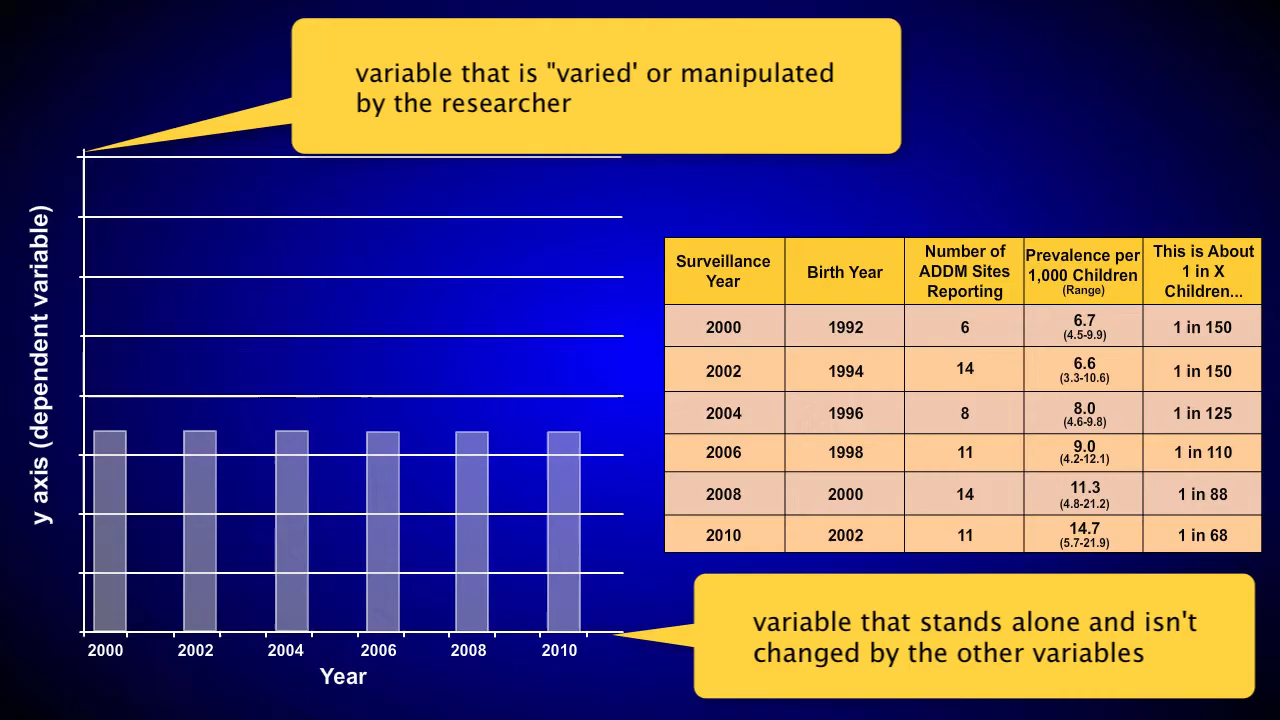 variable that is "varied' or manipulated
by the researcher
y axis (dependent variable)
2000 2002 2004 2006 2008 2010
Year
Surveillance Year | Birth Year | Number of ADDM Sites Reporting | Prevalence per 1,000 Children (Range) | This is About 1 in X Children...
2000 1992 6 6.7 (4.5-9.9) 1 in 150
2002 1994 14 6.6 (3.3-10.6) 1 in 150
2004 1996 8 8.0 (4.6-9.8) 1 in 125
2006 1998 11 9.0 (4.2-12.1) 1 in 110
2008 2000 14 11.3 (4.8-21.2) 1 in 88
2010 2002 11 14.7 (5.7-21.9) 1 in 68
variable that stands alone and isn't
changed by the other variables